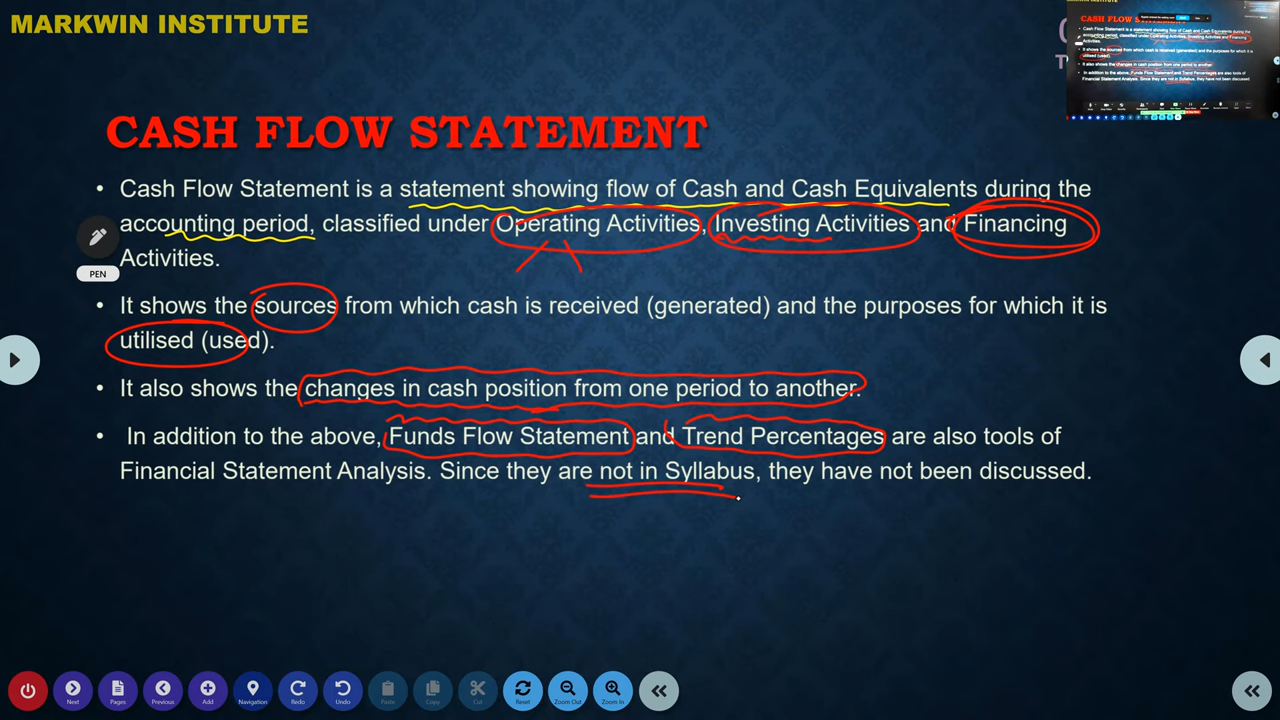 MARKWIN INSTITUTE
CASH FLOW STATEMENT
• Cash Flow Statement is a statement showing flow of Cash and Cash Equivalents during the
accounting period, classified under Operating Activities, Investing Activities and Financing
Activities.
• It shows the sources from which cash is received (generated) and the purposes for which it is
utilised (used).
• It also shows the changes in cash position from one period to another.
• In addition to the above, Funds Flow Statement and Trend Percentages are also tools of
Financial Statement Analysis. Since they are not in Syllabus, they have not been discussed.
PEN
Next Pages Previous Add Navigation Redo Undo Paste Copy Cut Reset Zoom Out Zoom In